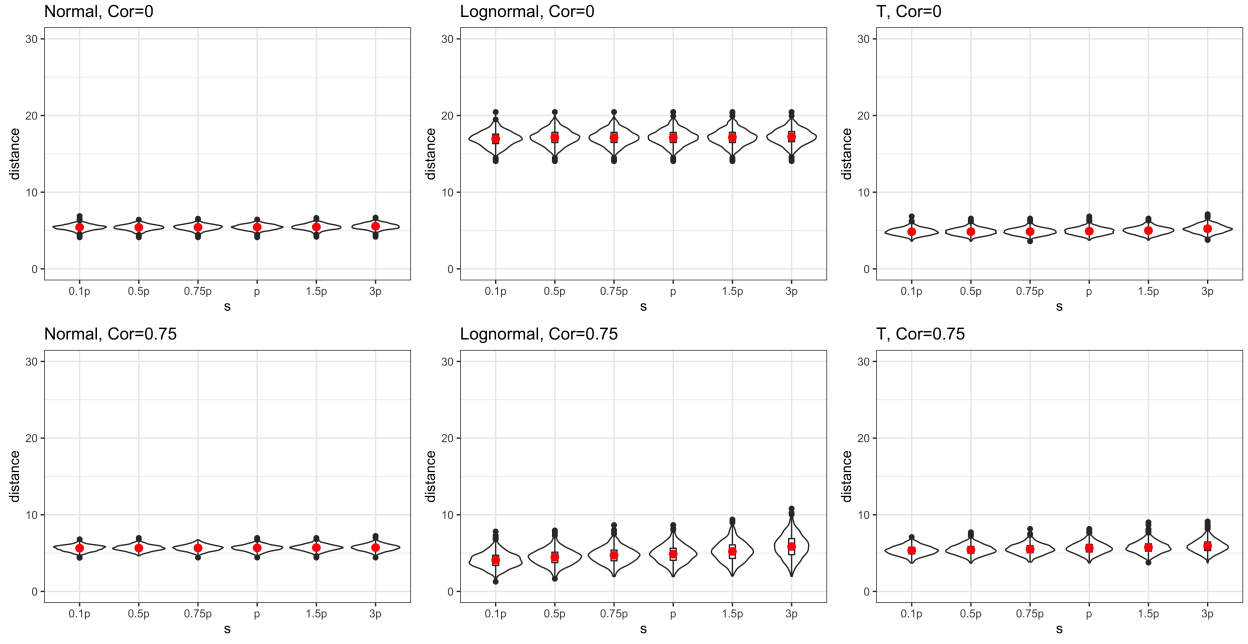 Normal, Cor=0
30
20
10
0
distance
0.1p 0.5p 0.75p p 1.5p 3p
s
Lognormal, Cor=0
30
20
10
0
distance
0.1p 0.5p 0.75p p 1.5p 3p
s
T, Cor=0
30
20
10
0
distance
0.1p 0.5p 0.75p p 1.5p 3p
s
Normal, Cor=0.75
30
20
10
0
distance
0.1p 0.5p 0.75p p 1.5p 3p
s
Lognormal, Cor=0.75
30
20
10
0
distance
0.1p 0.5p 0.75p p 1.5p 3p
s
T, Cor=0.75
30
20
10
0
distance
0.1p 0.5p 0.75p p 1.5p 3p
s